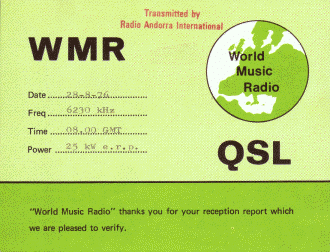 Transmitted by
Radio Andorra International
WMR
World
Music
Radio
Date 28-8-76
Freq 6230 kHz
Time 08.00 GMT
Power 25 kW e.r.p.
QSL
"World Music Radio" thanks you for your reception report which
we are pleased to verify.